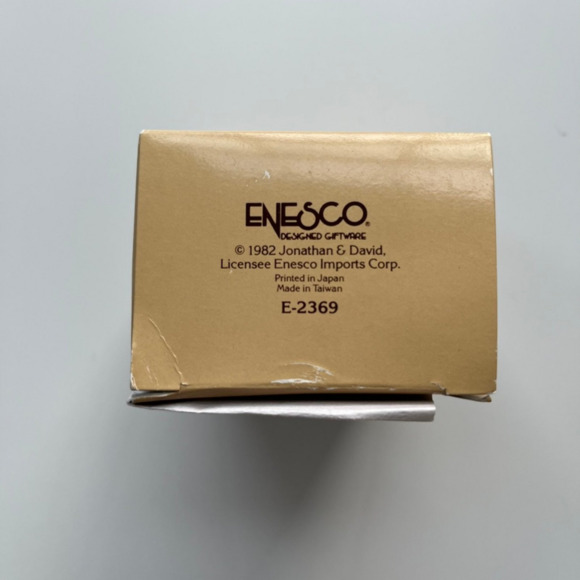 ENESCO®
DESIGNED GIFTWARE
© 1982 Jonathan & David,
Licensee Enesco Imports Corp.
Printed in Japan
Made in Taiwan
E-2369